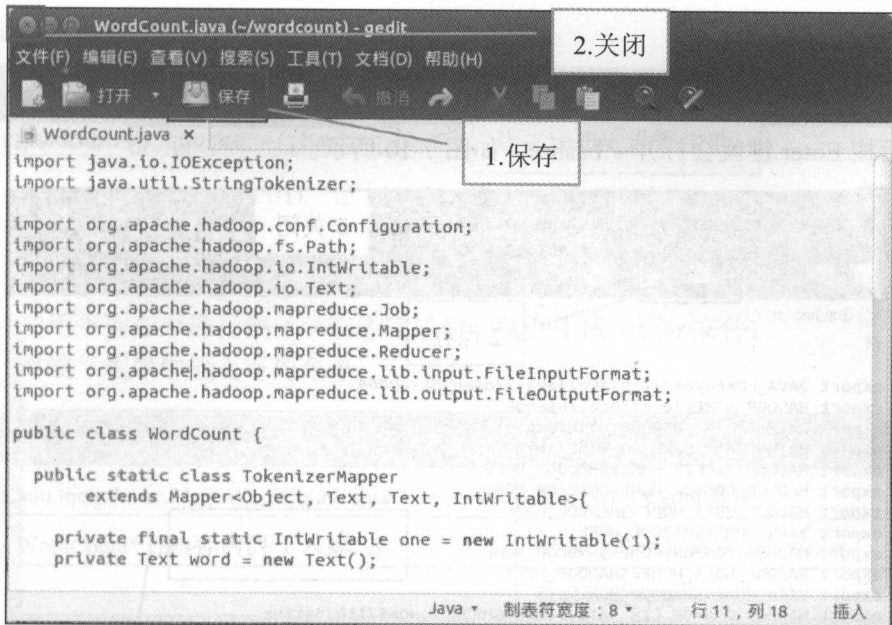 WordCount.java (~/wordcount) - gedit
2.关闭
文件(F) 编辑(E) 查看(V) 搜索(S) 工具(T) 文档(D) 帮助(H)
打开 保存 撤消
WordCount.java ×
1.保存
import java.io.IOException;
import java.util.StringTokenizer;
import org.apache.hadoop.conf.Configuration;
import org.apache.hadoop.fs.Path;
import org.apache.hadoop.io.IntWritable;
import org.apache.hadoop.io.Text;
import org.apache.hadoop.mapreduce.Job;
import org.apache.hadoop.mapreduce.Mapper;
import org.apache.hadoop.mapreduce.Reducer;
import org.apache.hadoop.mapreduce.lib.input.FileInputFormat;
import org.apache.hadoop.mapreduce.lib.output.FileOutputFormat;
public class WordCount {
public static class TokenizerMapper
extends Mapper<Object, Text, Text, IntWritable>{
private final static IntWritable one = new IntWritable(1);
private Text word = new Text();
Java 制表符宽度：8 行 11，列 18 插入